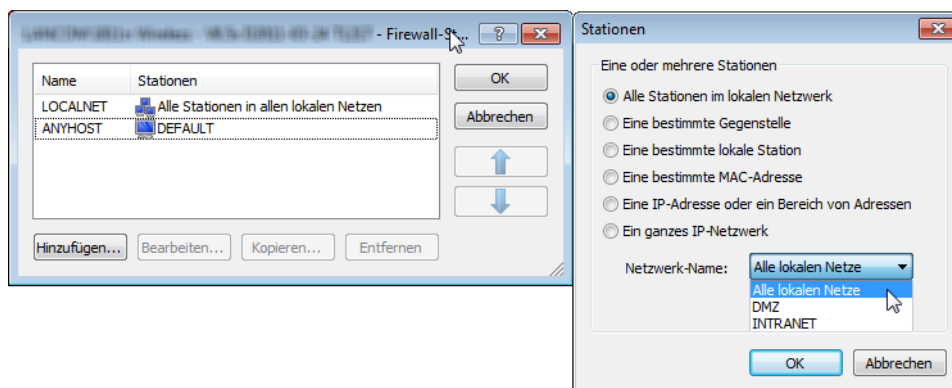 - Firewall-St...
Name Stationen
LOCALNET Alle Stationen in allen lokalen Netzen
ANYHOST DEFAULT
OK
Abbrechen
Hinzufügen... Bearbeiten... Kopieren... Entfernen
Stationen
Eine oder mehrere Stationen
Alle Stationen im lokalen Netzwerk
Eine bestimmte Gegenstelle
Eine bestimmte lokale Station
Eine bestimmte MAC-Adresse
Eine IP-Adresse oder ein Bereich von Adressen
Ein ganzes IP-Netzwerk
Netzwerk-Name: Alle lokalen Netze
Alle lokalen Netze
DMZ
INTRANET
OK Abbrechen